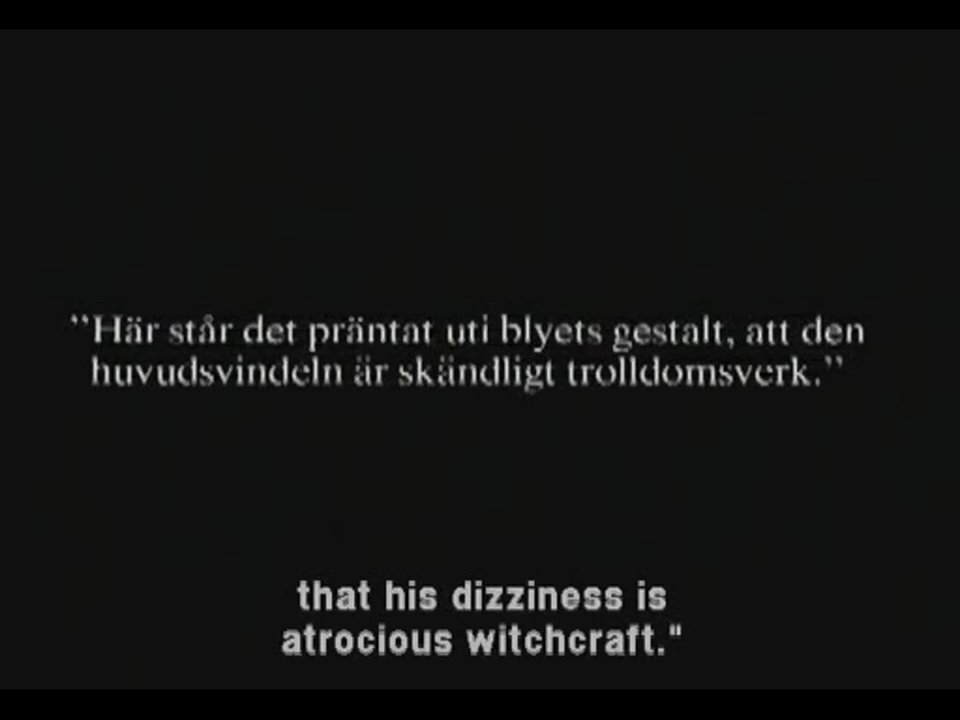 ”Här står det präntat uti blyets gestalt, att den
huvudsvindeln är skändligt trolldomsverk.”
that his dizziness is
atrocious witchcraft."